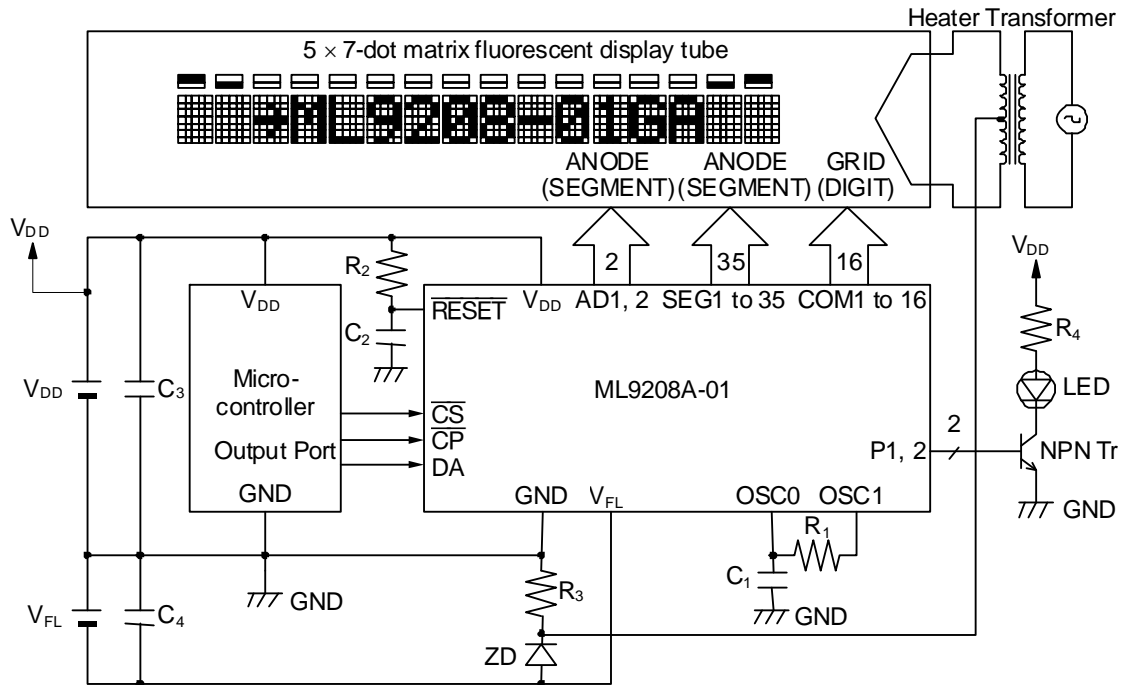 Heater Transformer
5 × 7-dot matrix fluorescent display tube
➔ML9208-01GA
ANODE (SEGMENT)
ANODE (SEGMENT)
GRID (DIGIT)
2
35
16
VDD
VDD
R2
C2
RESET
VDD
AD1, 2
SEG1 to 35
COM1 to 16
VDD
R4
LED
NPN Tr
GND
VDD
C3
Micro-
controller
Output Port
GND
CS
CP
DA
ML9208A-01
P1, 2
2
GND
VFL
OSC0
OSC1
R1
C1
GND
VFL
C4
GND
R3
ZD